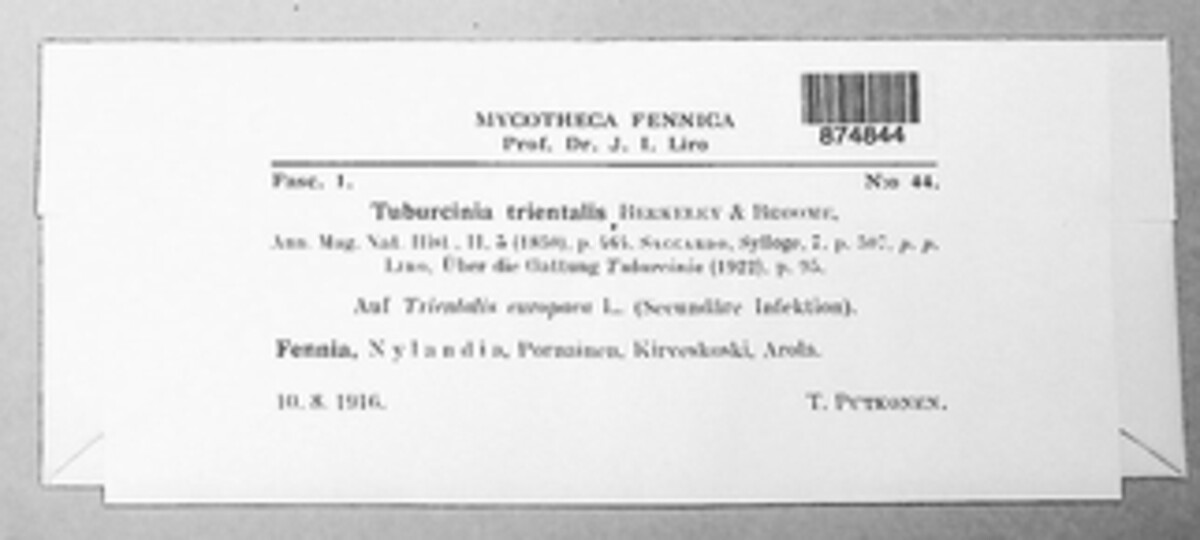 MYCOTHECA FENNICA
874844
Prof. Dr. J. I. Liro
Fasc. 1.
N:o 44.
Tuburcinia trientalis BERKELEY & BROOME.
Ann. Mag. Nat. Hist., II, 5 (1850), p. 464. SACCARDO, Sylloge, 7, p. 507, p. p.
LIRO, Über die Gattung Tuburcinia (1922), p. 95.
Auf Trientalis europaea L. (Secundäre Infektion).
Fennia, Nylandia, Pornainen, Kirveskoski, Arola.
10. 8. 1916.
T. PUTKONEN.